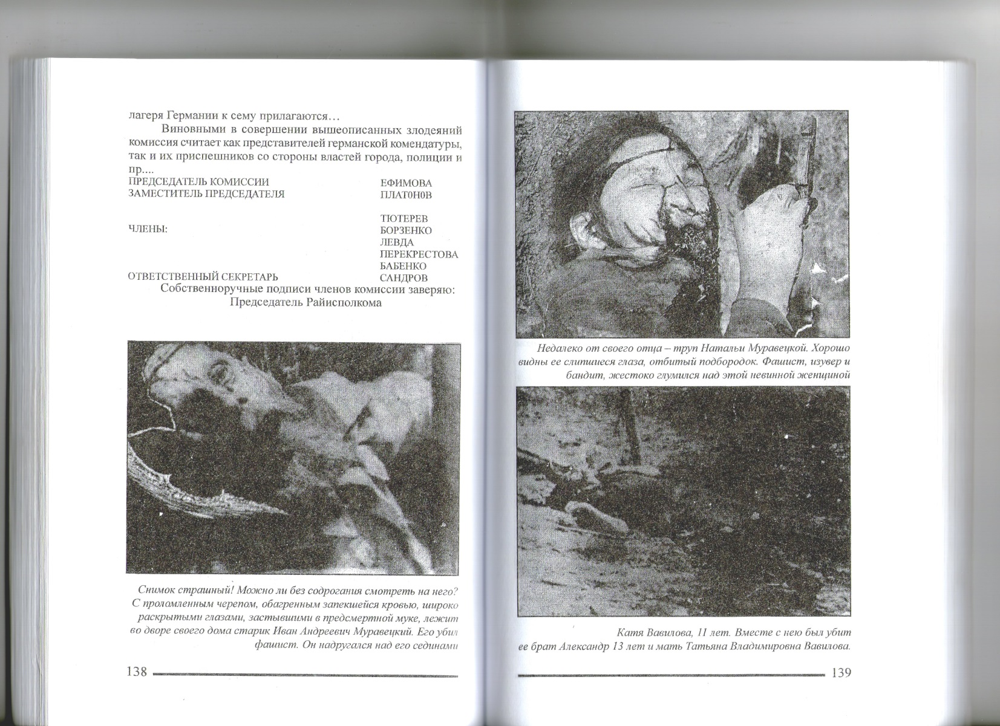 лагеря Германии к сему прилагаются…
Виновными в совершении вышеописанных злодеяний
комиссия считает как представителей германской комендатуры,
так и их приспешников со стороны властей города, полиции и
пр....
ПРЕДСЕДАТЕЛЬ КОМИССИИ ЕФИМОВА
ЗАМЕСТИТЕЛЬ ПРЕДСЕДАТЕЛЯ ПЛАТ0Н0В
ТЮТЕРЕВ
ЧЛЕНЫ: БОРЗЕНКО
ЛЕВДА
ПЕРЕКРЕСТОВА
БАБЕНКО
ОТВЕТСТВЕННЫЙ СЕКРЕТАРЬ САНДРОВ
Собственноручные подписи членов комиссии заверяю:
Председатель Райисполкома
Снимок страшный! Можно ли без содрогания смотреть на него?
С проломленным черепом, обагренным запекшейся кровью, широко
раскрытыми глазами, застывшими в предсмертной муке, лежит
во дворе своего дома старик Иван Андреевич Муравецкий. Его убил
фашист. Он надругался над его сединами
138
Недалеко от своего отца – труп Натальи Муравецкой. Хорошо
видны ее слипшиеся глаза, отбитый подбородок. Фашист, изувер и
бандит, жестоко глумился над этой невинной женщиной
Катя Вавилова, 11 лет. Вместе с нею был убит
ее брат Александр 13 лет и мать Татьяна Владимировна Вавилова.
139